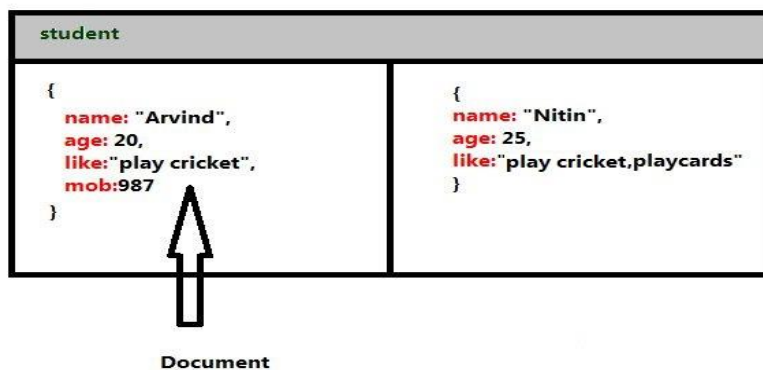 student
{
name: "Arvind",
age: 20,
like:"play cricket",
mob:987
}
{
name: "Nitin",
age: 25,
like:"play cricket,playcards"
}
Document